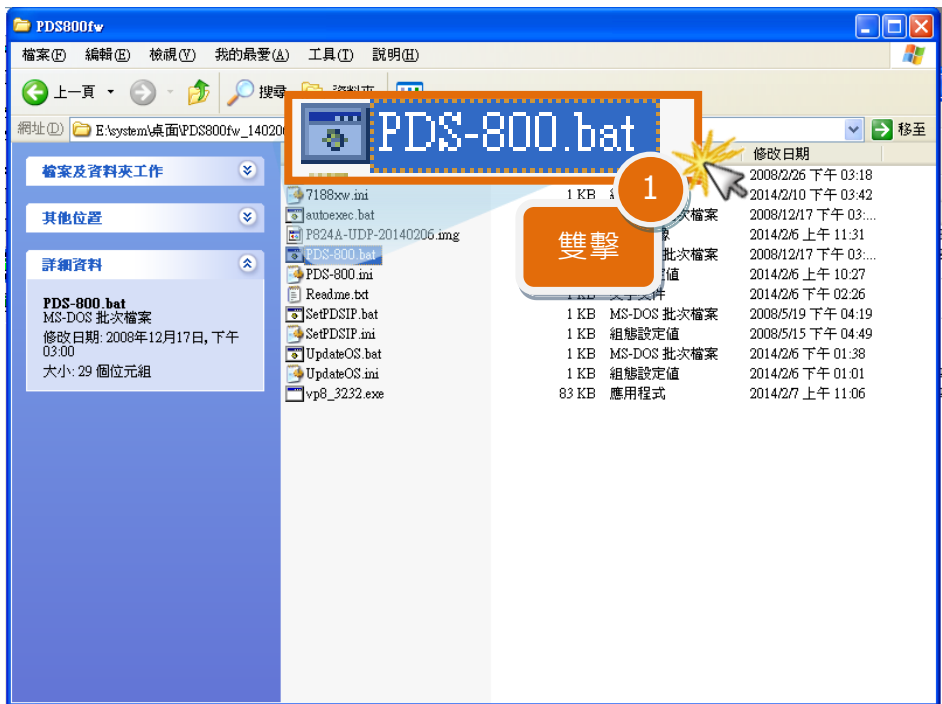 PDS800fw
檔案(F) 編輯(E) 檢視(V) 我的最愛(A) 工具(T) 說明(H)
上一頁 搜尋 資料夾
網址(D) E:\system\桌面\PDS800fw_1402 移至
PDS-800.bat
1
雙擊
檔案及資料夾工作
其他位置
詳細資料
PDS-800.bat
MS-DOS 批次檔案
修改日期: 2008年12月17日, 下午
03:00
大小: 29 個位元組
修改日期
2008/2/26 下午 03:18
7188xw.ini 1 KB 2014/2/10 下午 03:42
autoexec.bat 次檔案 2008/12/17 下午 03:...
P824A-UDP-20140206.img 2014/2/6 上午 11:31
PDS-800.bat 批次檔案 2008/12/17 下午 03:...
PDS-800.ini 定值 2014/2/6 上午 10:27
Readme.txt 1 KB 文字文件 2014/2/6 下午 02:26
SetPDSIP.bat 1 KB MS-DOS 批次檔案 2008/5/19 下午 04:19
SetPDSIP.ini 1 KB 組態設定值 2008/5/15 下午 04:49
UpdateOS.bat 1 KB MS-DOS 批次檔案 2014/2/6 下午 01:38
UpdateOS.ini 1 KB 組態設定值 2014/2/6 下午 01:01
vp8_3232.exe 83 KB 應用程式 2014/2/7 上午 11:06